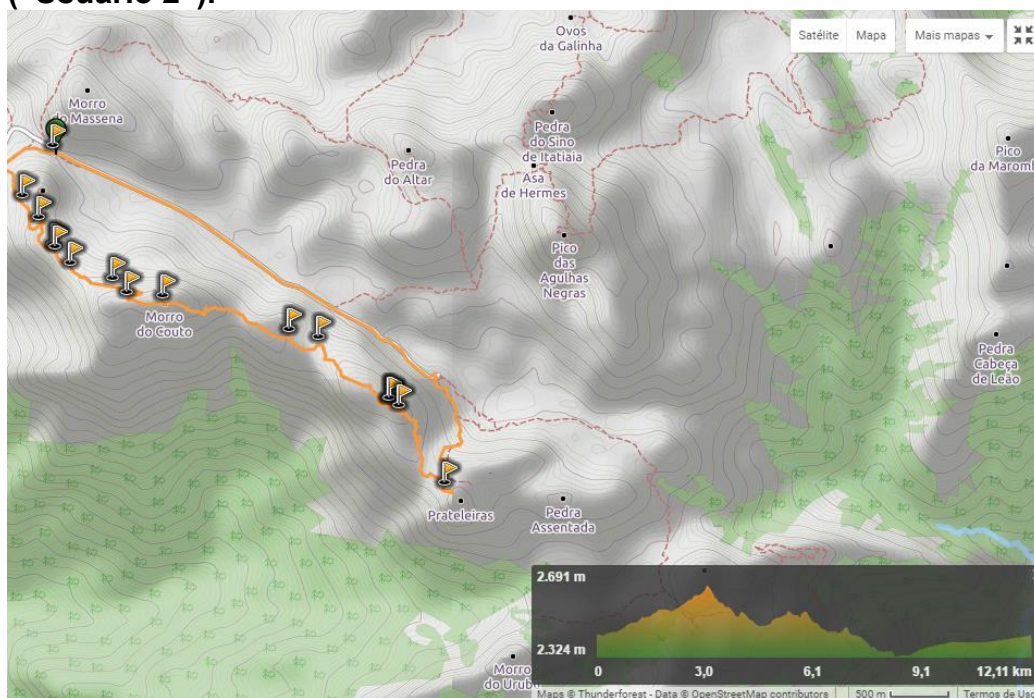 ("Usuário 2").
Ovos
da Galinha
Satélite
Mapa
Mais mapas
Morro
do Massena
Pedra
do Sino
de Itatiaia
Pico
da Maromb
Pedra
do Altar
Asa
de Hermes
Pico
das
Agulhas
Negras
Morro
do Couto
Pedra
Cabeça
de Leão
Prateleiras
Pedra
Assentada
2.691 m
2.324 m
0
3,0
6,1
9,1
12,11 km
Morro
do Urubu
Maps © Thunderforest - Data © OpenStreetMap contributors
500 m
Termos de Uso